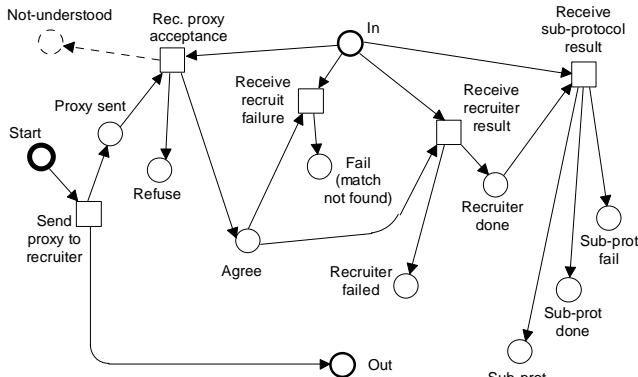 Not-understood
Rec. proxy
acceptance
In
Receive
sub-protocol
result
Receive
recruit
failure
Receive
recruiter
result
Proxy sent
Start
Refuse
Fail
(match
not found)
Send
proxy to
recruiter
Recruiter
done
Agree
Recruiter
failed
Sub-prot
fail
Sub-prot
done
Out
Sub-prot